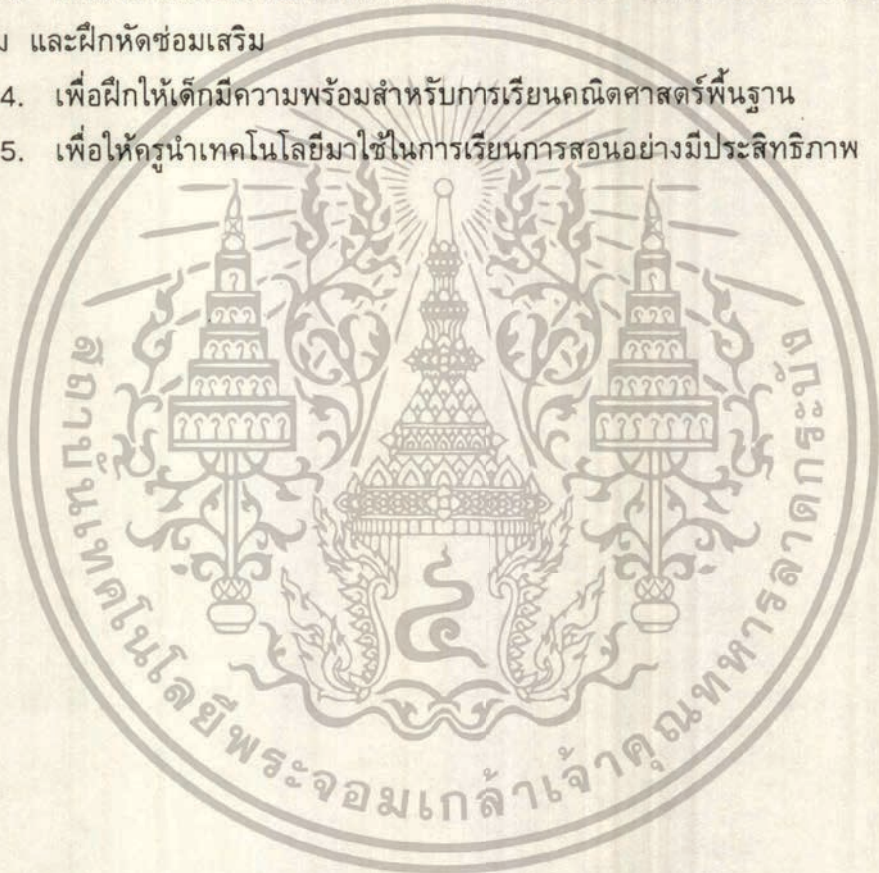 และฝึกหัดซ่อมเสริม
4. เพื่อฝึกให้เด็กมีความพร้อมสำหรับการเรียนคณิตศาสตร์พื้นฐาน
5. เพื่อให้ครูนำเทคโนโลยีมาใช้ในการเรียนการสอนอย่างมีประสิทธิภาพ
๔
สถาบันเทคโนโลยีพระจอมเกล้าเจ้าคุณทหารลาดกระบัง